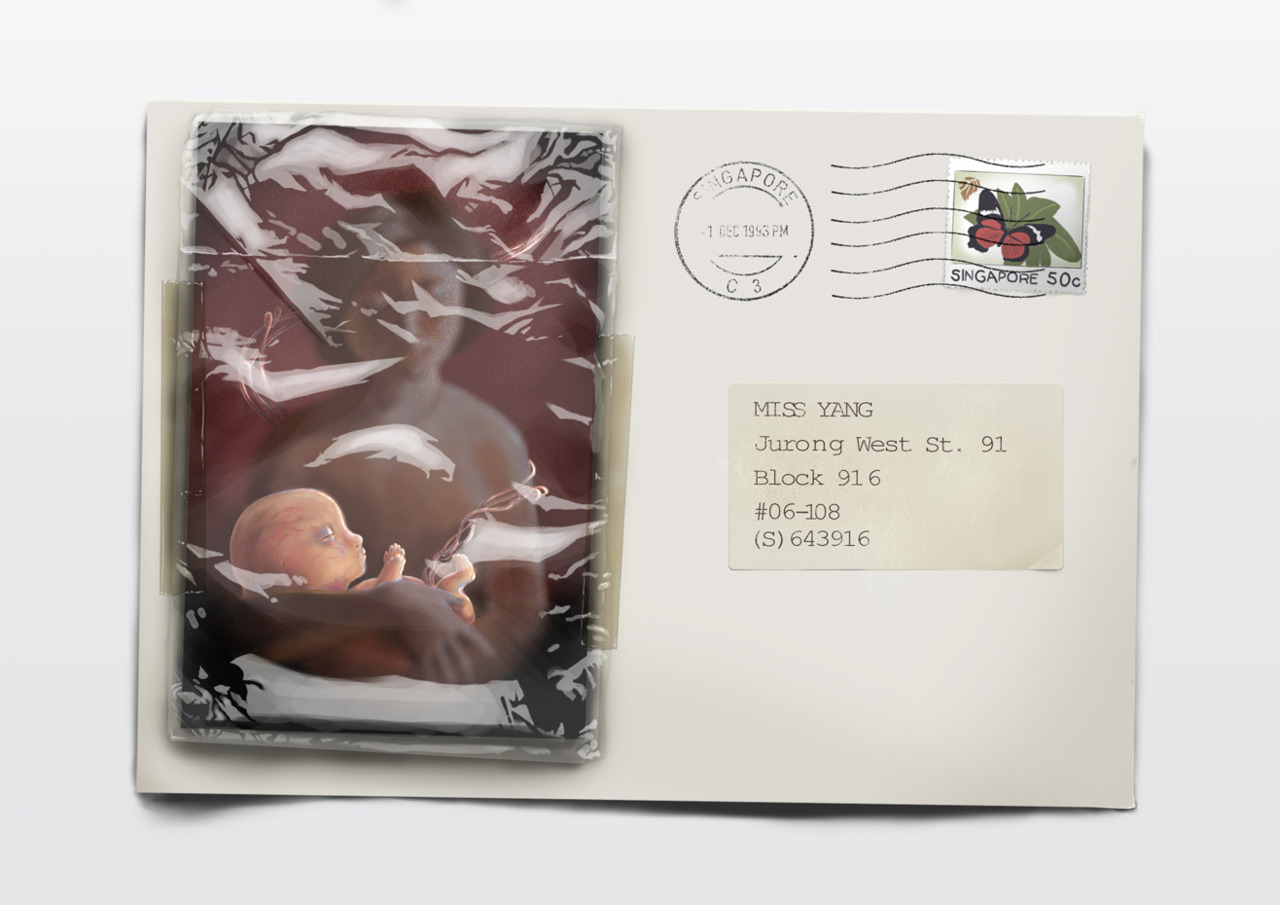 SINGAPORE
-1 DEC 1993 PM
C 3
SINGAPORE 50c
MISS YANG
Jurong West St. 91
Block 916
#06-108
(S)643916